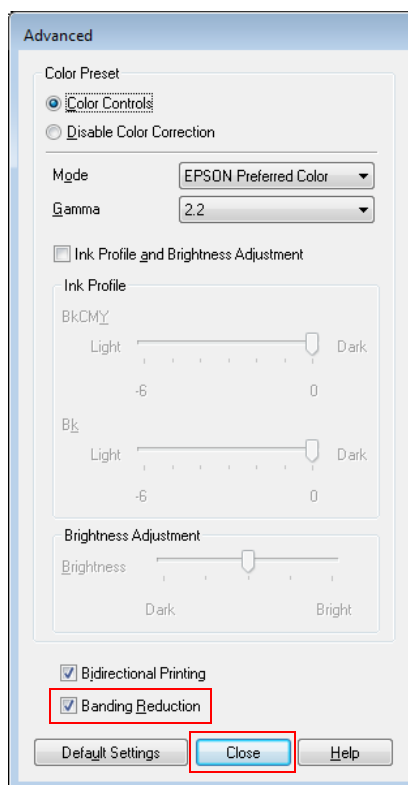 Advanced
Color Preset
Color Controls
Disable Color Correction
Mode EPSON Preferred Color
Gamma 2.2
Ink Profile and Brightness Adjustment
Ink Profile
BkCMY
Light Dark
-6 0
Bk
Light Dark
-6 0
Brightness Adjustment
Brightness
Dark Bright
Bidirectional Printing
Banding Reduction
Default Settings Close Help